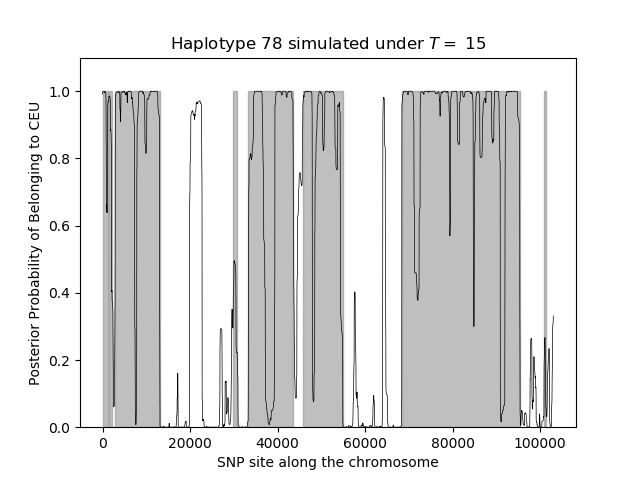 Haplotype 78 simulated under T = 15
Posterior Probability of Belonging to CEU
1.0
0.8
0.6
0.4
0.2
0.0
0 20000 40000 60000 80000 100000
SNP site along the chromosome